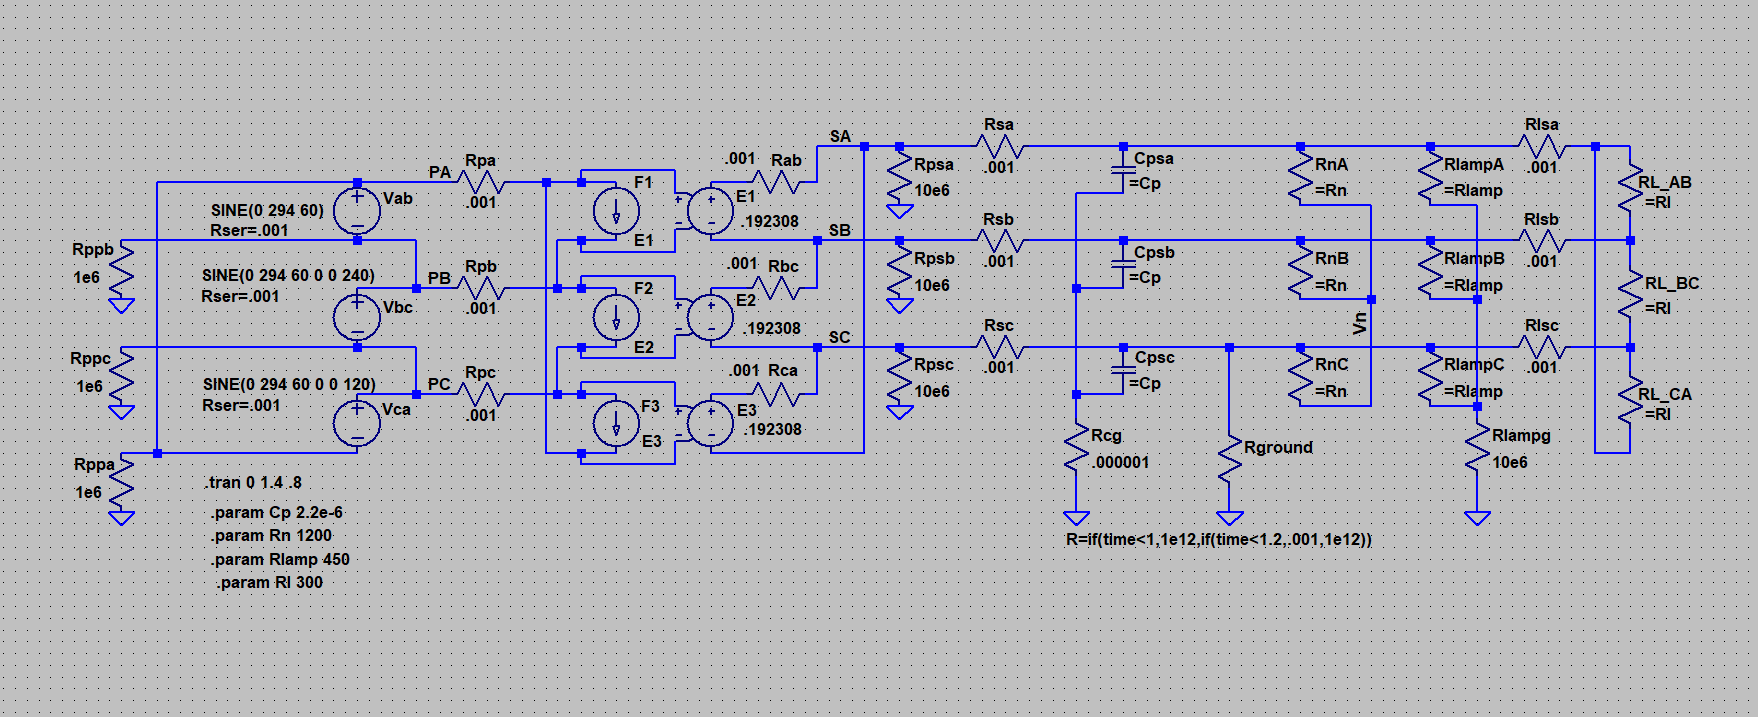 SA
Rsa
.001
Rlsa
.001
PA
Rpa
.001
.001
Rab
Rpsa
10e6
Cpsa
=Cp
RnA
=Rn
RlampA
=Rlamp
RL_AB
=Rl
F1
E1
E1
.192308
Vab
SINE(0 294 60)
Rser=.001
Rppb
1e6
SB
Rsb
.001
Rlsb
.001
PB
Rpb
.001
.001
Rbc
Rpsb
10e6
Cpsb
=Cp
RnB
=Rn
RlampB
=Rlamp
RL_BC
=Rl
F2
E2
E2
.192308
SINE(0 294 60 0 0 240)
Rser=.001
Vbc
Vn
Rppc
1e6
SC
Rsc
.001
Rlsc
.001
PC
Rpc
.001
.001
Rca
Rpsc
10e6
Cpsc
=Cp
RnC
=Rn
RlampC
=Rlamp
RL_CA
=Rl
F3
E3
E3
.192308
SINE(0 294 60 0 0 120)
Rser=.001
Vca
Rppa
1e6
Rcg
.000001
Rground
Rlampg
10e6
R=if(time<1,1e12,if(time<1.2,.001,1e12))
.tran 0 1.4 .8
.param Cp 2.2e-6
.param Rn 1200
.param Rlamp 450
.param Rl 300